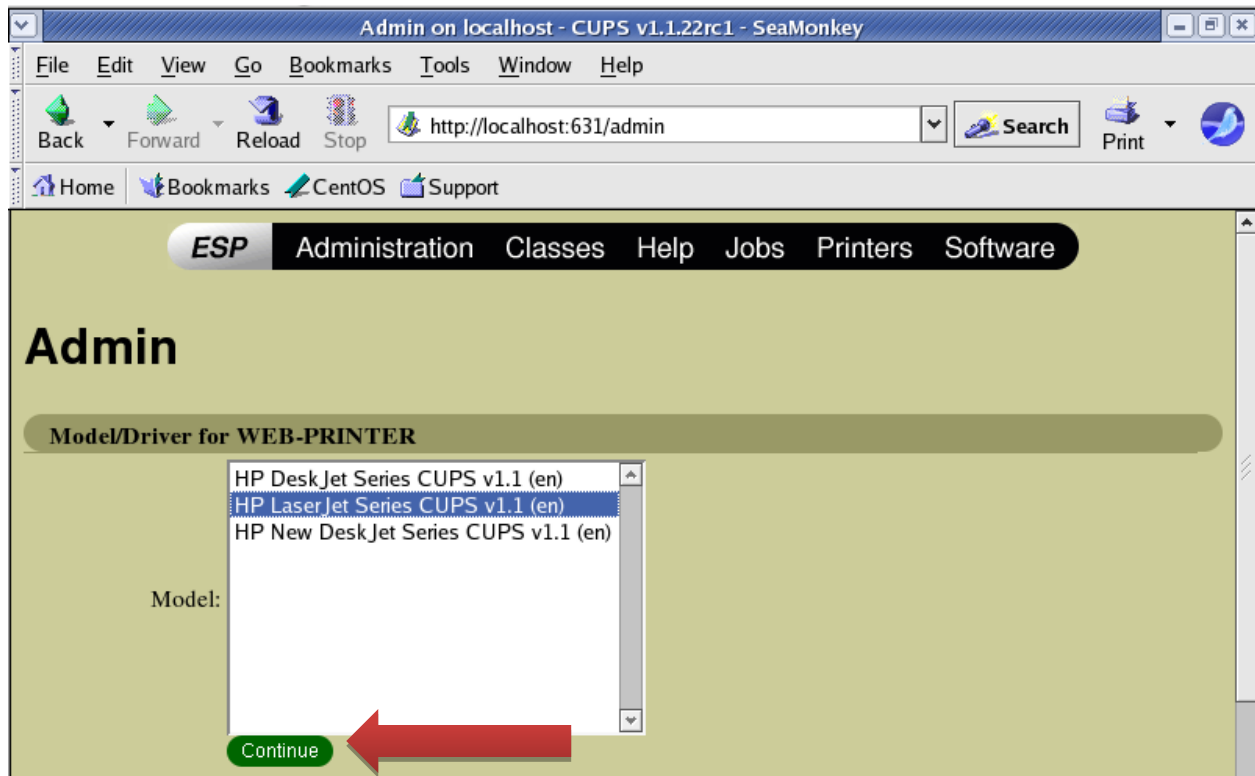 Admin on localhost - CUPS v1.1.22rc1 - SeaMonkey
File Edit View Go Bookmarks Tools Window Help
Back Forward Reload Stop http://localhost:631/admin Search Print
Home Bookmarks CentOS Support
ESP Administration Classes Help Jobs Printers Software
Admin
Model/Driver for WEB-PRINTER
HP DeskJet Series CUPS v1.1 (en)
HP LaserJet Series CUPS v1.1 (en)
HP New DeskJet Series CUPS v1.1 (en)
Model:
Continue